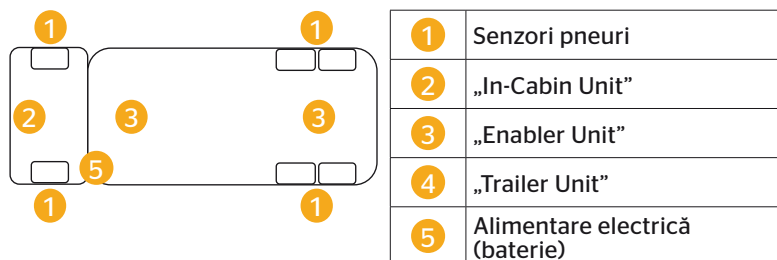 1 1
2 3 3
5
1 1
1 Senzori pneuri
2 „In-Cabin Unit”
3 „Enabler Unit”
4 „Trailer Unit”
5 Alimentare electrică
(baterie)